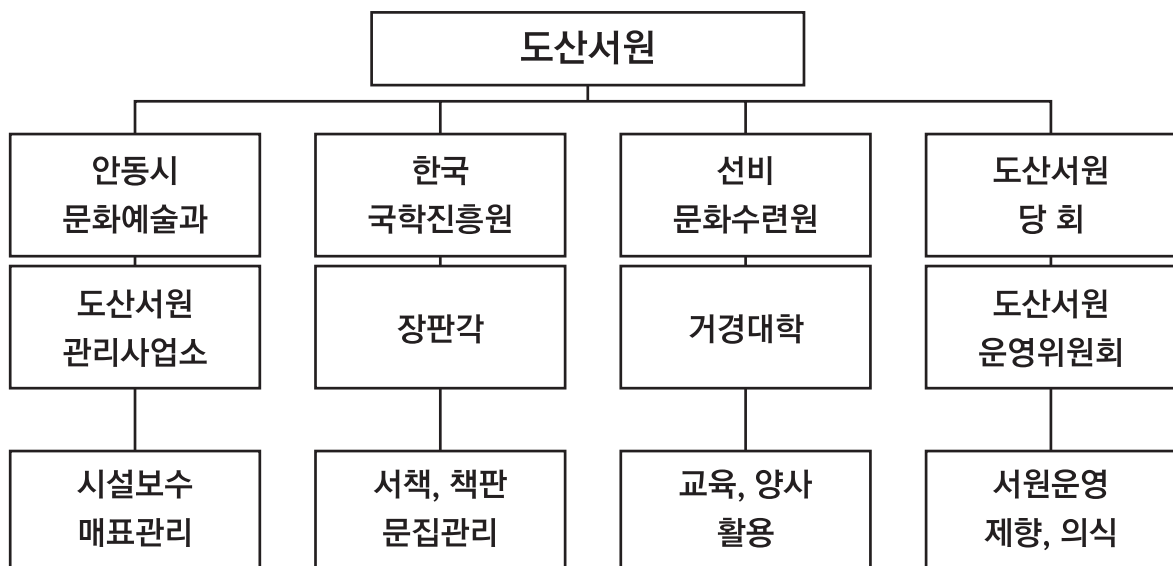 도산서원
안동시
문화예술과
한국
국학진흥원
선비
문화수련원
도산서원
당 회
도산서원
관리사업소
장판각
거경대학
도산서원
운영위원회
시설보수
매표관리
서책, 책판
문집관리
교육, 양사
활용
서원운영
제향, 의식